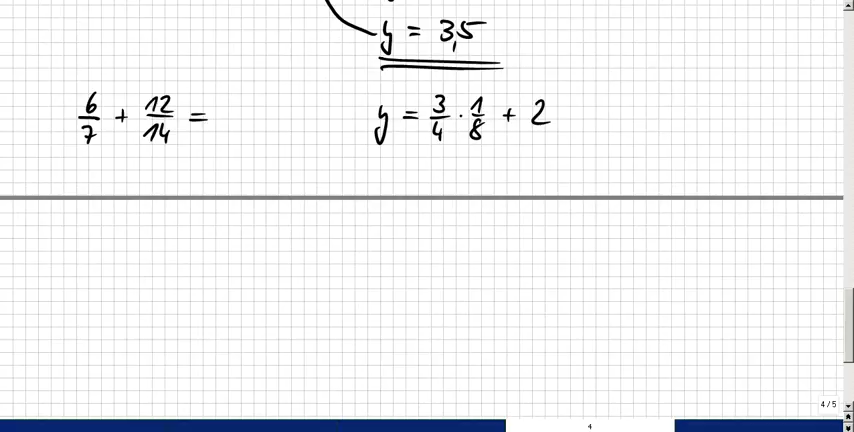 y = 3,5
6/7 + 12/14 =
y = 3/4 · 1/8 + 2
4 / 5
4